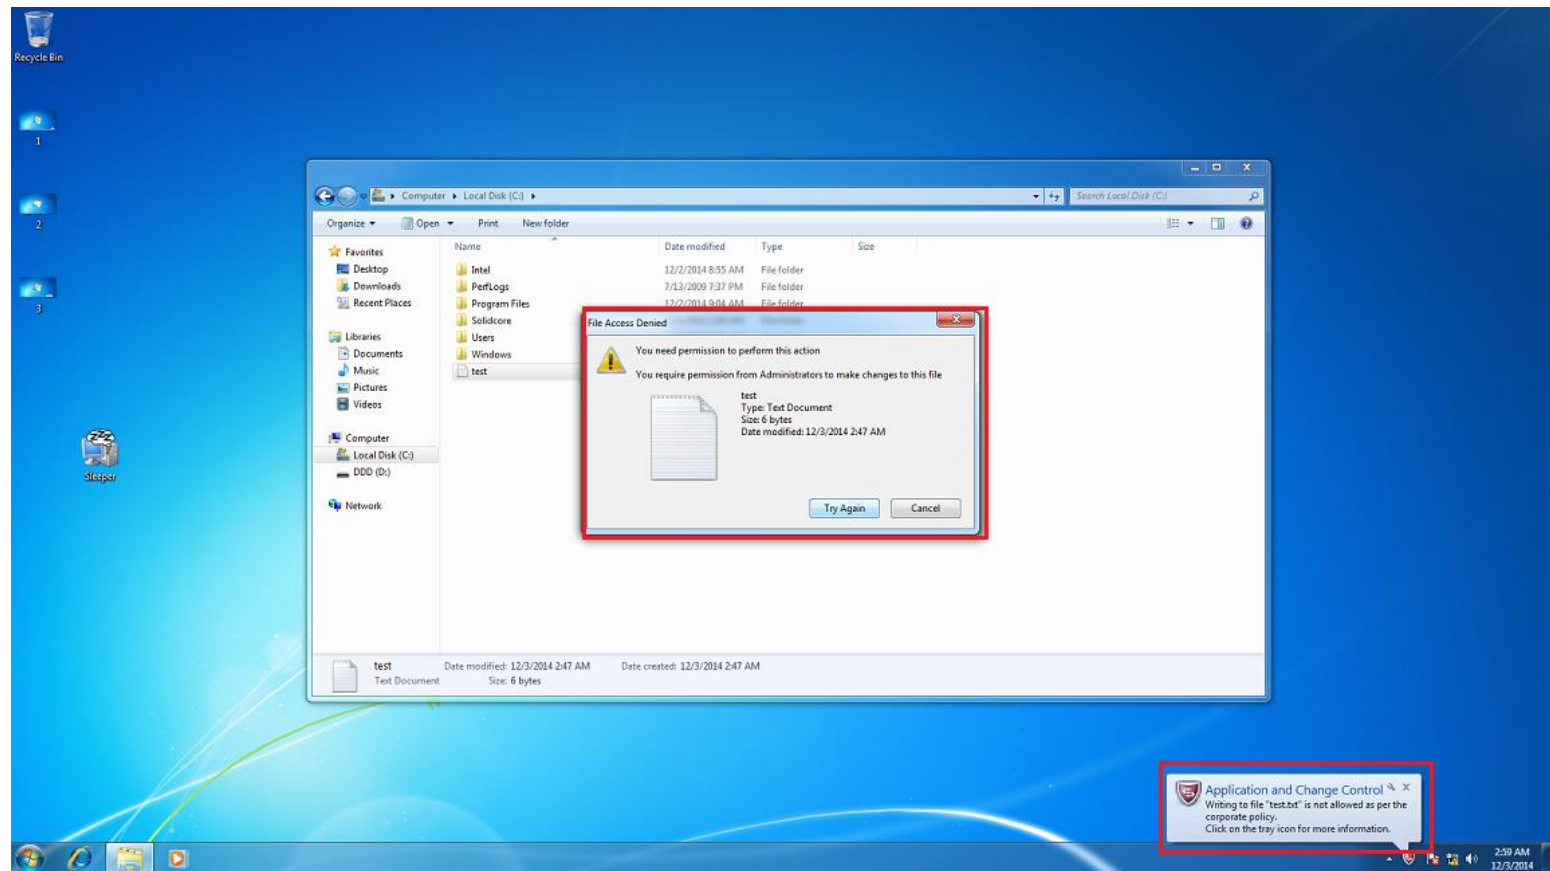 Recycle Bin
1
2
3
sleeper
Computer
Local Disk (C:)
Search Local Disk (C:)
Organize
Open
Print
New folder
Favorites
Desktop
Downloads
Recent Places
Libraries
Documents
Music
Pictures
Videos
Computer
Local Disk (C:)
DDD (D:)
Network
Name Date modified Type Size
Intel 12/2/2014 8:55 AM File folder
PerfLogs 7/13/2009 7:37 PM File folder
Program Files 12/2/2014 9:04 AM File folder
Solidcore
Users
Windows
test
File Access Denied
You need permission to perform this action
You require permission from Administrators to make changes to this file
test
Type: Text Document
Size: 6 bytes
Date modified: 12/3/2014 2:47 AM
Try Again
Cancel
test Date modified: 12/3/2014 2:47 AM Date created: 12/3/2014 2:47 AM
Text Document Size: 6 bytes
Application and Change Control
Writing to file "test.txt" is not allowed as per the
corporate policy.
Click on the tray icon for more information.
2:59 AM
12/3/2014